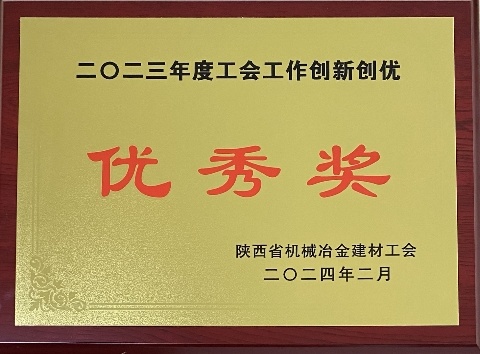 二〇二三年度工会工作创新创优
优秀奖
陕西省机械冶金建材工会
二〇二四年二月